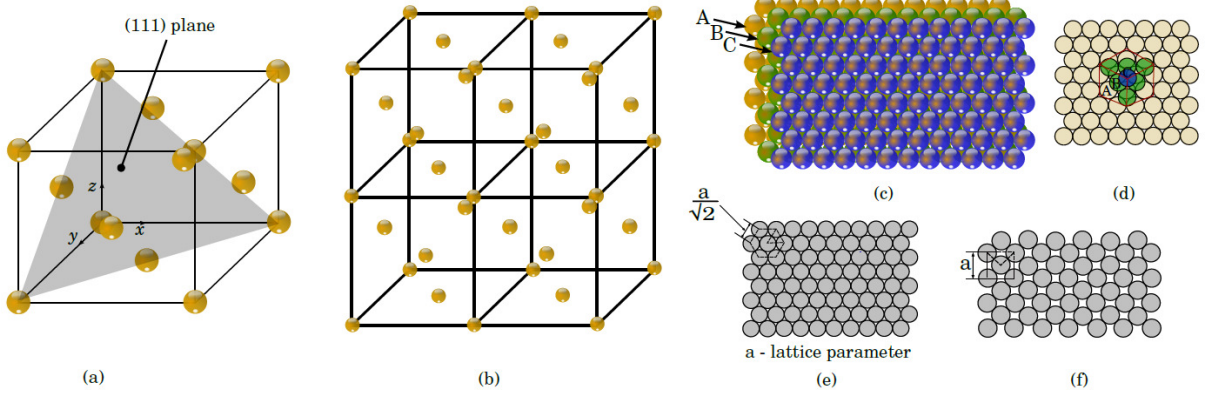 (111) plane
z
y
x
(a)
(b)
A
B
C
(c)
A
B
C
(d)
a
√2
a - lattice parameter
(e)
a
(f)